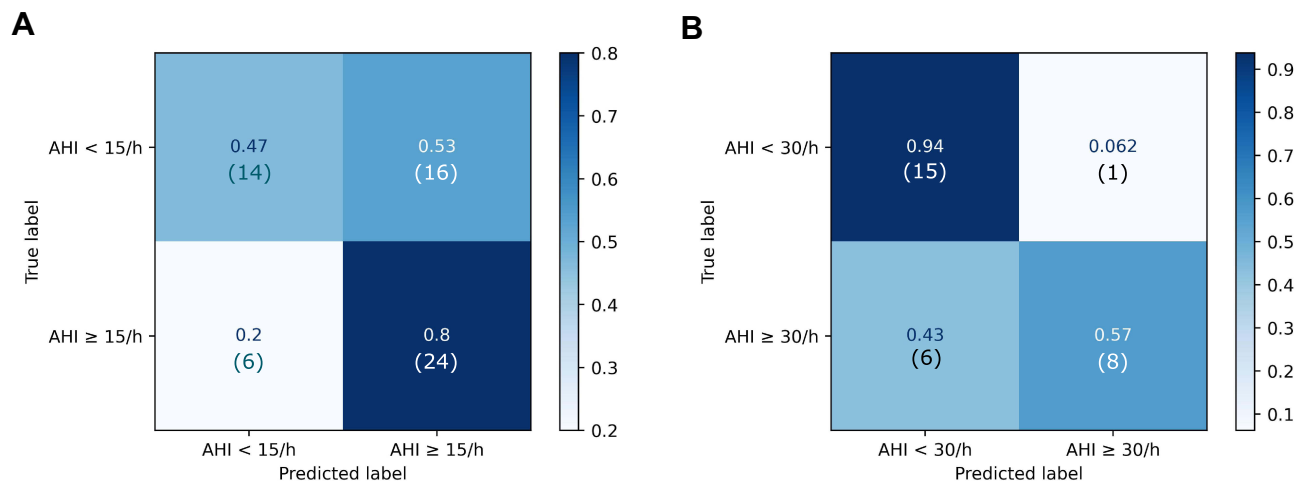 A
True label
AHI < 15/h
AHI ≥ 15/h
0.47
(14)
0.53
(16)
0.2
(6)
0.8
(24)
AHI < 15/h
AHI ≥ 15/h
Predicted label
0.8
0.7
0.6
0.5
0.4
0.3
0.2
B
True label
AHI < 30/h
AHI ≥ 30/h
0.94
(15)
0.062
(1)
0.43
(6)
0.57
(8)
AHI < 30/h
AHI ≥ 30/h
Predicted label
0.9
0.8
0.7
0.6
0.5
0.4
0.3
0.2
0.1